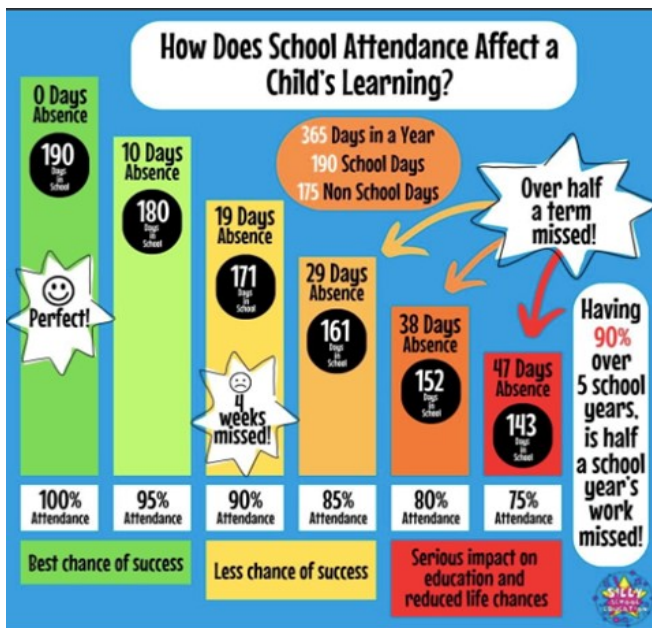 How Does School Attendance Affect a
Child's Learning?
0 Days
Absence
190
Days
in
School
Perfect!
10 Days
Absence
180
Days
in
School
19 Days
Absence
171
Days
in
School
4
weeks
missed!
365 Days in a Year
190 School Days
175 Non School Days
29 Days
Absence
161
Days
in
School
38 Days
Absence
152
Days
in
School
47 Days
Absence
143
Days
in
School
Over half
a term
missed!
Having
90%
over
5 school
years,
is half
a school
year's
work
missed!
100%
Attendance
95%
Attendance
90%
Attendance
85%
Attendance
80%
Attendance
75%
Attendance
Best chance of success
Less chance of success
Serious impact on
education and
reduced life chances
SILLY
SCHOOL
EDUCATION